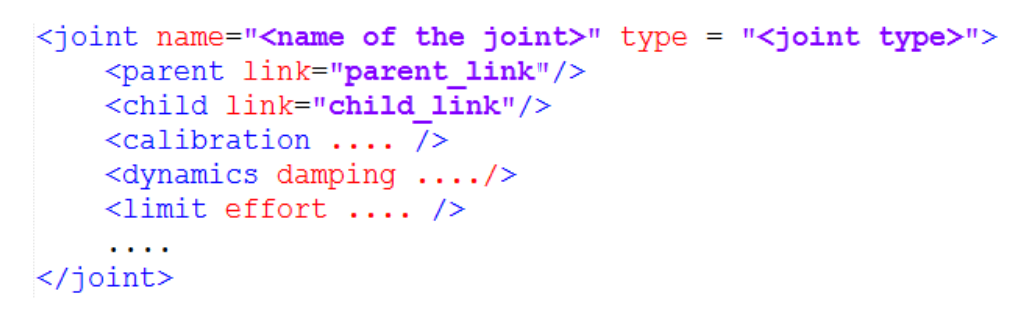 <joint name="<name of the joint>" type = "<joint type>">
<parent link="parent_link"/>
<child link="child_link"/>
<calibration .... />
<dynamics damping ..../>
<limit effort .... />
....
</joint>